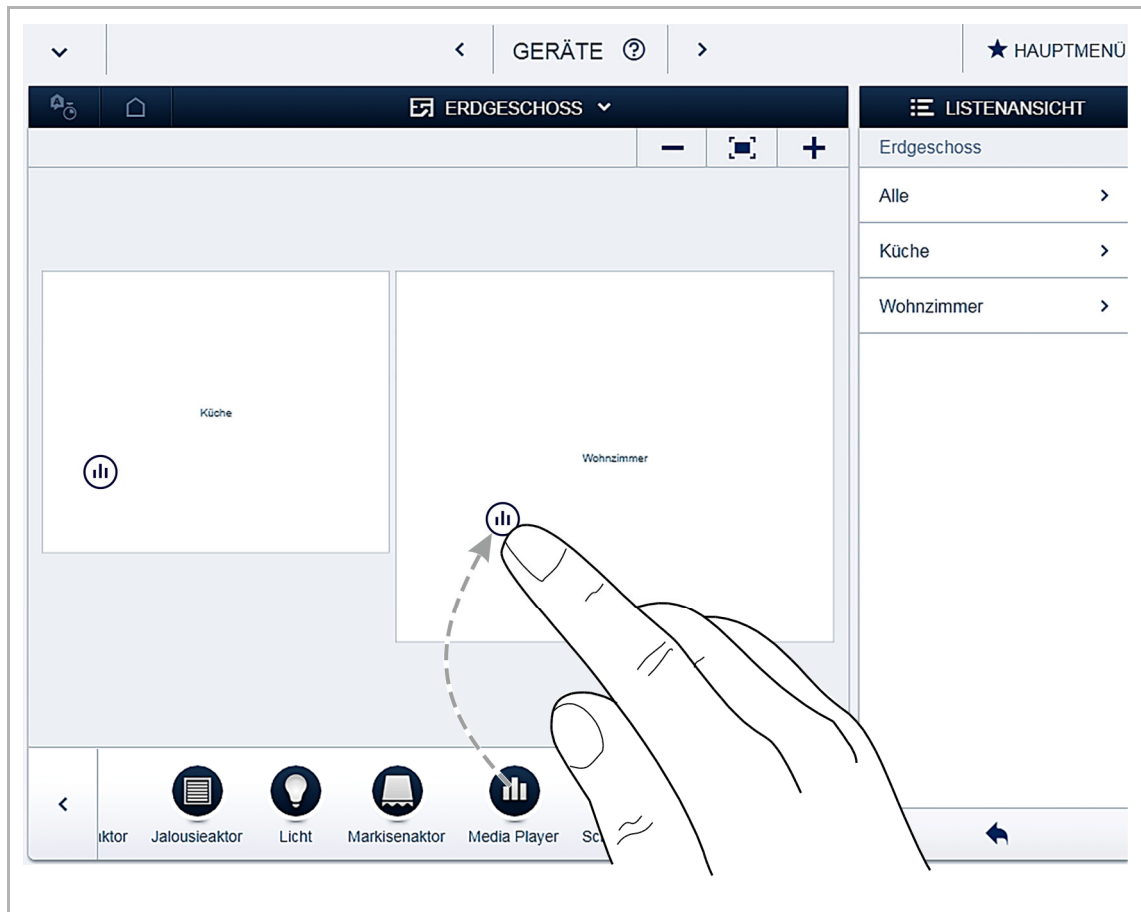 GERÄTE ?
HAUPTMENÜ
ERDGESCHOSS
LISTENANSICHT
Erdgeschoss
Alle
Küche
Wohnzimmer
Küche
Wohnzimmer
Jalousieaktor
Licht
Markisenaktor
Media Player